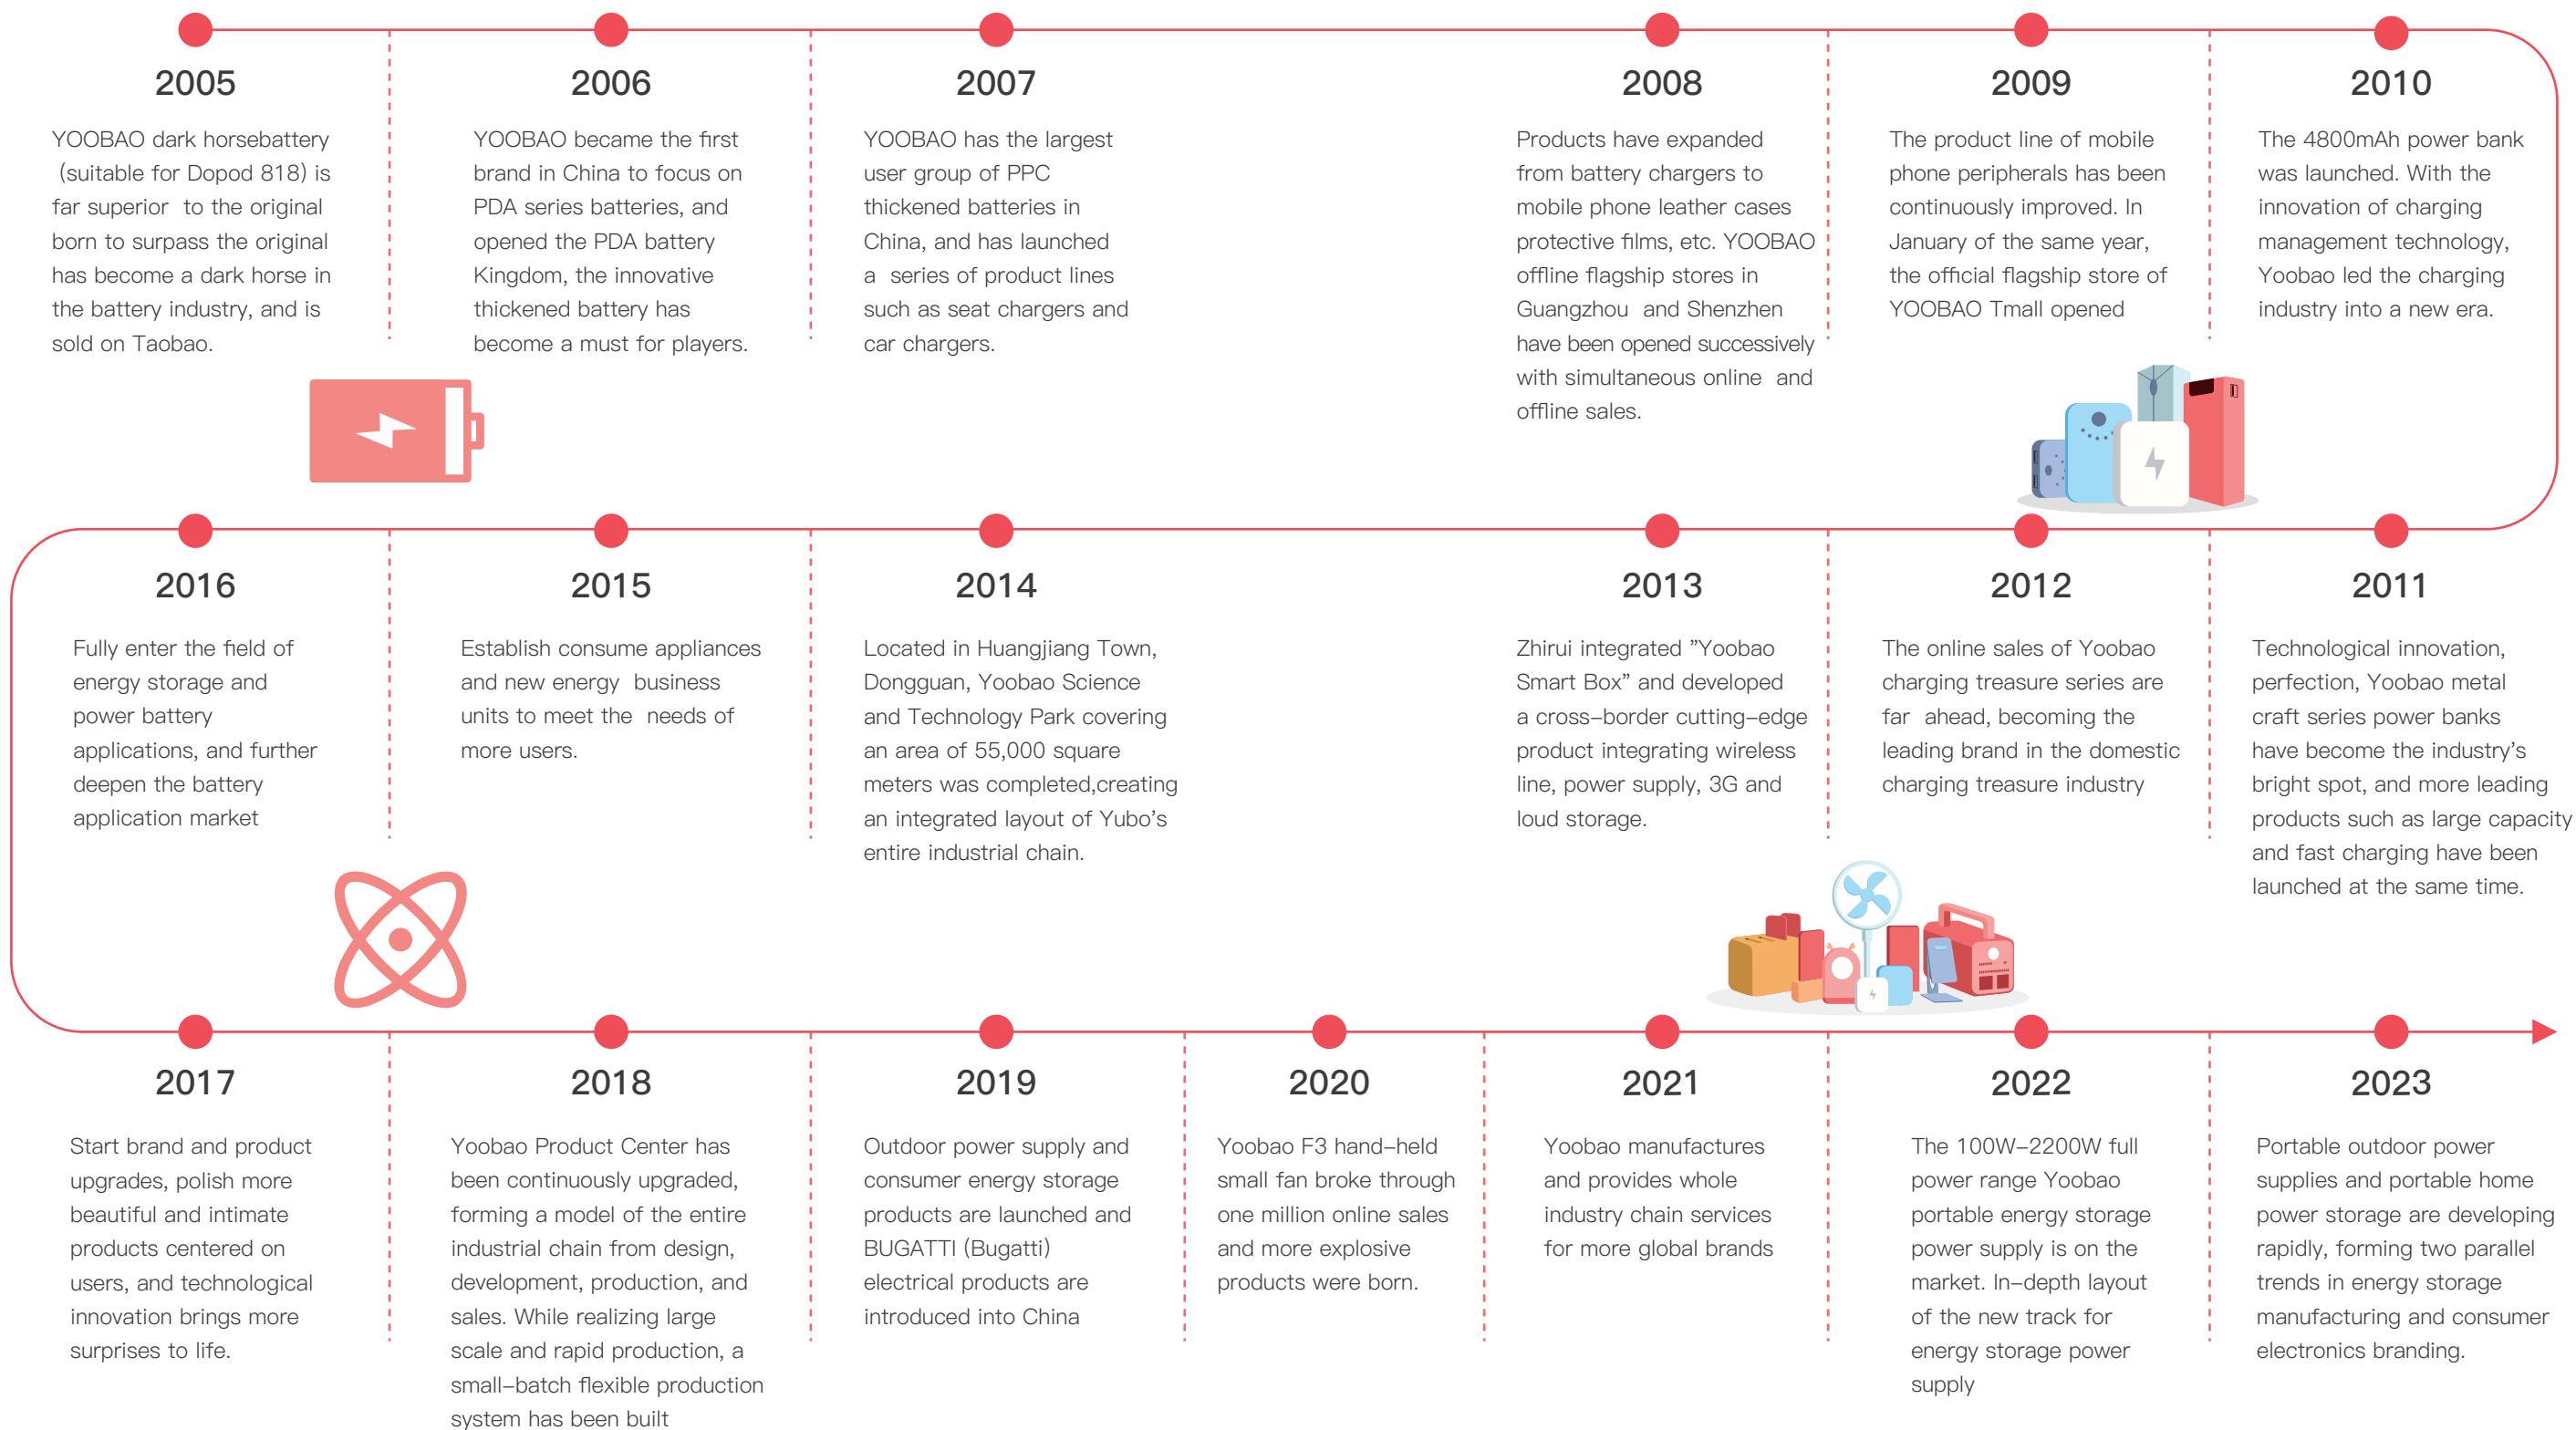 2005
YOOBAO dark horsebattery
(suitable for Dopod 818) is
far superior to the original
born to surpass the original
has become a dark horse in
the battery industry, and is
sold on Taobao.
2006
YOOBAO became the first
brand in China to focus on
PDA series batteries, and
opened the PDA battery
Kingdom, the innovative
thickened battery has
become a must for players.
2007
YOOBAO has the largest
user group of PPC
thickened batteries in
China, and has launched
a series of product lines
such as seat chargers and
car chargers.
2008
Products have expanded
from battery chargers to
mobile phone leather cases
protective films, etc. YOOBAO
offline flagship stores in
Guangzhou and Shenzhen
have been opened successively
with simultaneous online and
offline sales.
2009
The product line of mobile
phone peripherals has been
continuously improved. In
January of the same year,
the official flagship store of
YOOBAO Tmall opened
2010
The 4800mAh power bank
was launched. With the
innovation of charging
management technology,
Yoobao led the charging
industry into a new era.
2011
Technological innovation,
perfection, Yoobao metal
craft series power banks
have become the industry's
bright spot, and more leading
products such as large capacity
and fast charging have been
launched at the same time.
2012
The online sales of Yoobao
charging treasure series are
far ahead, becoming the
leading brand in the domestic
charging treasure industry
2013
Zhirui integrated "Yoobao
Smart Box" and developed
a cross-border cutting-edge
product integrating wireless
line, power supply, 3G and
loud storage.
2014
Located in Huangjiang Town,
Dongguan, Yoobao Science
and Technology Park covering
an area of 55,000 square
meters was completed,creating
an integrated layout of Yubo's
entire industrial chain.
2015
Establish consume appliances
and new energy business
units to meet the needs of
more users.
2016
Fully enter the field of
energy storage and
power battery
applications, and further
deepen the battery
application market
2017
Start brand and product
upgrades, polish more
beautiful and intimate
products centered on
users, and technological
innovation brings more
surprises to life.
2018
Yoobao Product Center has
been continuously upgraded,
forming a model of the entire
industrial chain from design,
development, production, and
sales. While realizing large
scale and rapid production, a
small-batch flexible production
system has been built
2019
Outdoor power supply and
consumer energy storage
products are launched and
BUGATTI (Bugatti)
electrical products are
introduced into China
2020
Yoobao F3 hand-held
small fan broke through
one million online sales
and more explosive
products were born.
2021
Yoobao manufactures
and provides whole
industry chain services
for more global brands
2022
The 100W-2200W full
power range Yoobao
portable energy storage
power supply is on the
market. In-depth layout
of the new track for
energy storage power
supply
2023
Portable outdoor power
supplies and portable home
power storage are developing
rapidly, forming two parallel
trends in energy storage
manufacturing and consumer
electronics branding.